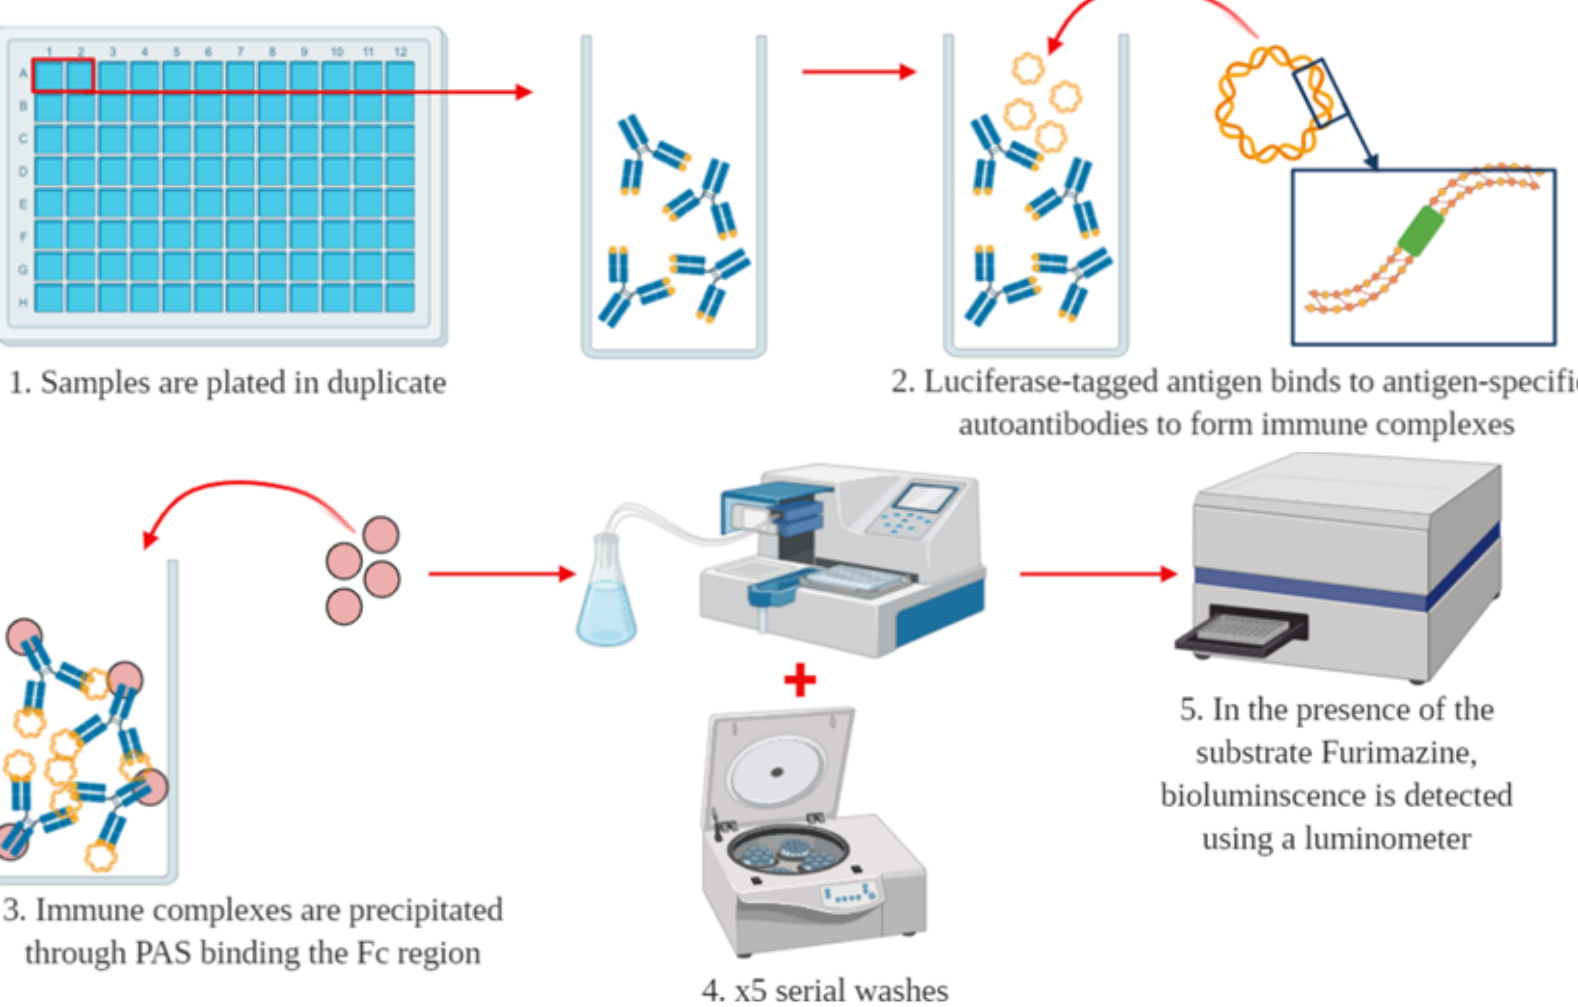 1 2 3 4 5 6 7 8 9 10 11 12
A
B
C
D
E
F
G
H
1. Samples are plated in duplicate
2. Luciferase-tagged antigen binds to antigen-specific
autoantibodies to form immune complexes
3. Immune complexes are precipitated
through PAS binding the Fc region
4. x5 serial washes
5. In the presence of the
substrate Furimazine,
bioluminscence is detected
using a luminometer